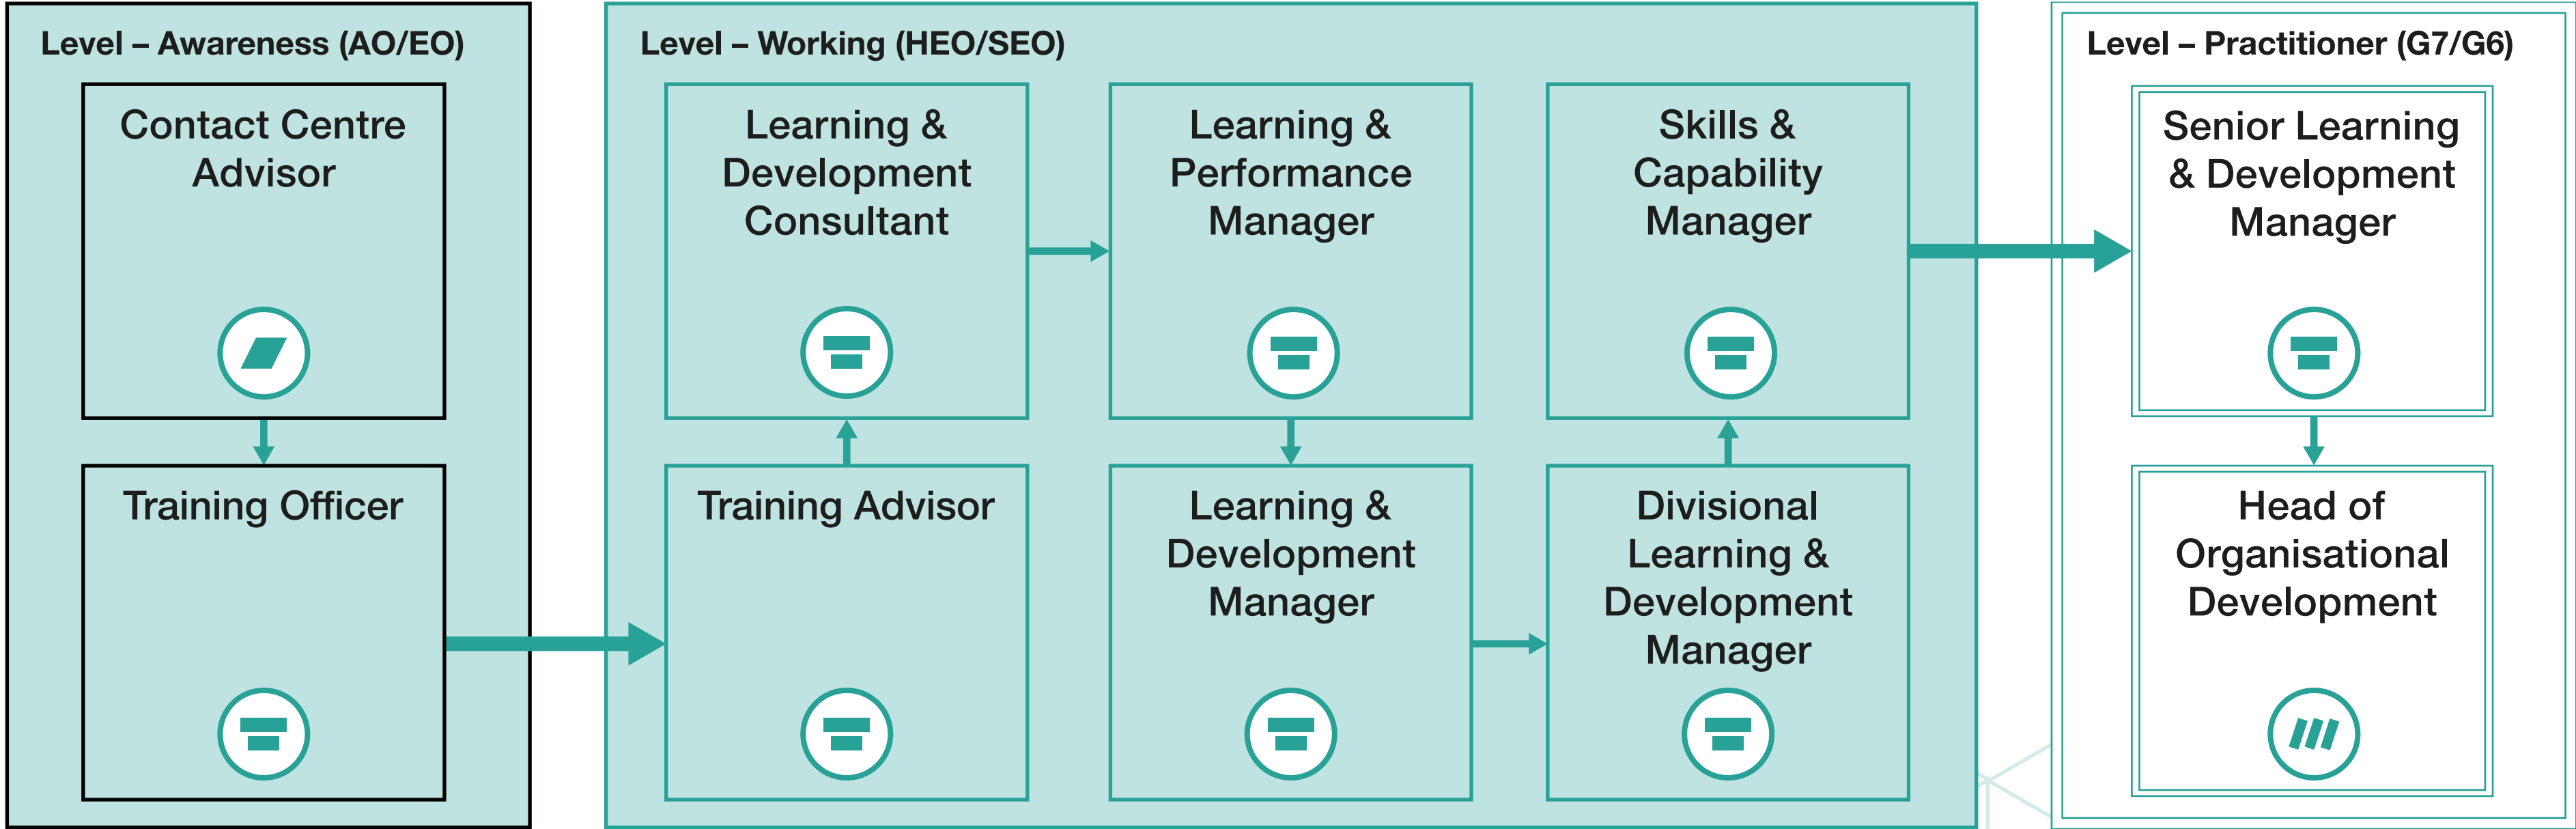 Level – Awareness (AO/EO)
Contact Centre
Advisor
Training Officer
Level – Working (HEO/SEO)
Learning &
Development
Consultant
Learning &
Performance
Manager
Skills &
Capability
Manager
Training Advisor
Learning &
Development
Manager
Divisional
Learning &
Development
Manager
Level – Practitioner (G7/G6)
Senior Learning
& Development
Manager
Head of
Organisational
Development